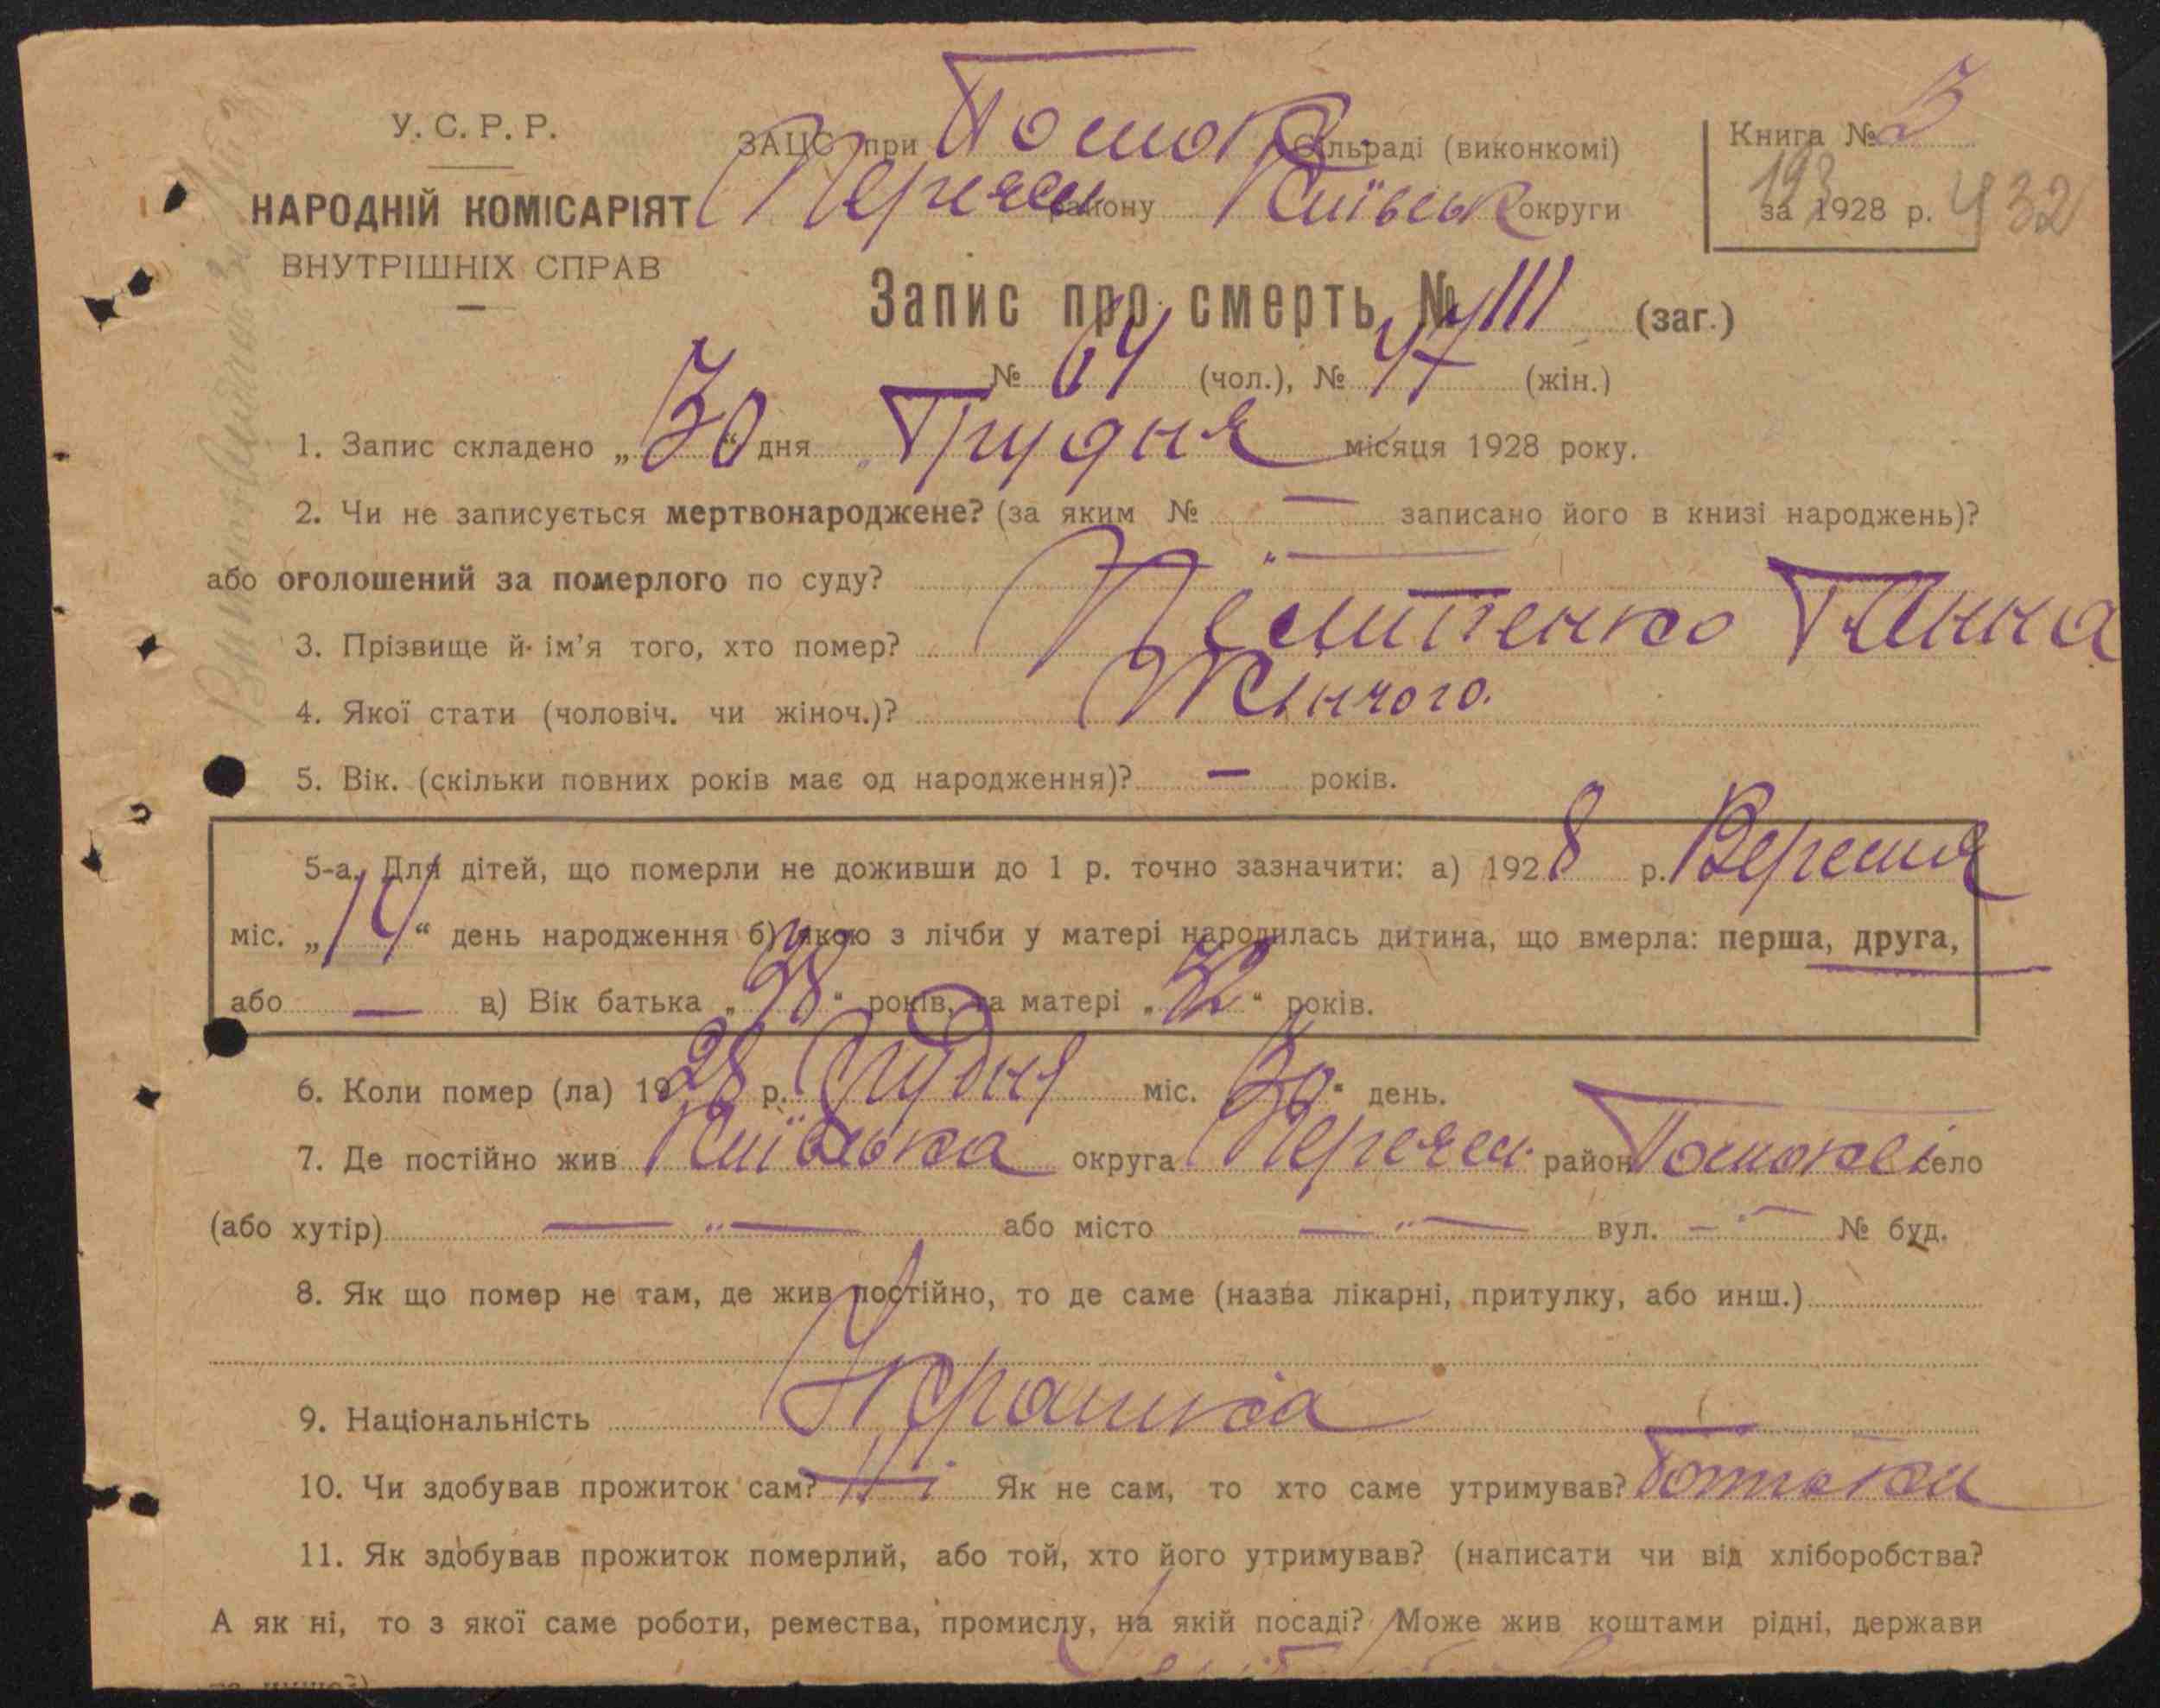 У. С. Р. Р.
НАРОДНІЙ КОМІСАРІЯТ
ВНУТРІШНІХ СПРАВ
ЗАЦС при Помок. сільраді (виконкомі)
Переясл району Київськ округи
Книга № 3
за 1928 р. 432
Запис про смерть № 111 (заг.)
№ 64 (чол.), № 47 (жін.)
1. Запис складено „30“ дня Грудня місяця 1928 року.
2. Чи не записується мертвонароджене? (за яким № — записано його в книзі народжень)?
або оголошений за померлого по суду? „—
3. Прізвище й ім'я того, хто помер? Ганна
4. Якої стати (чоловіч. чи жіноч.)? Жіночого.
5. Вік. (скільки повних років має од народження)? — років.
5-а. Для дітей, що померли не доживши до 1 р. точно зазначити: а) 1928 р. Вересня
міс. „14“ день народження б) якою з лічби у матері народилась дитина, що вмерла: перша, друга,
або — в) Вік батька „38“ років, та матері „32“ років.
6. Коли помер (ла) 1928 р. Грудня міс. „30“ день.
7. Де постійно жив Київська округа Переясл. район село
(або хутір) — „ — або місто — „ — вул. — „ — № буд.
8. Як що помер не там, де жив постійно, то де саме (назва лікарні, притулку, або инш.)
9. Національність Українка
10. Чи здобував прожиток сам? Ні Як не сам, то хто саме утримував? Батьки
11. Як здобував прожиток померлий, або той, хто його утримував? (написати чи від хліборобства?
А як ні, то з якої саме роботи, ремества, промислу, на якій посаді? Може жив коштами рідні, держави